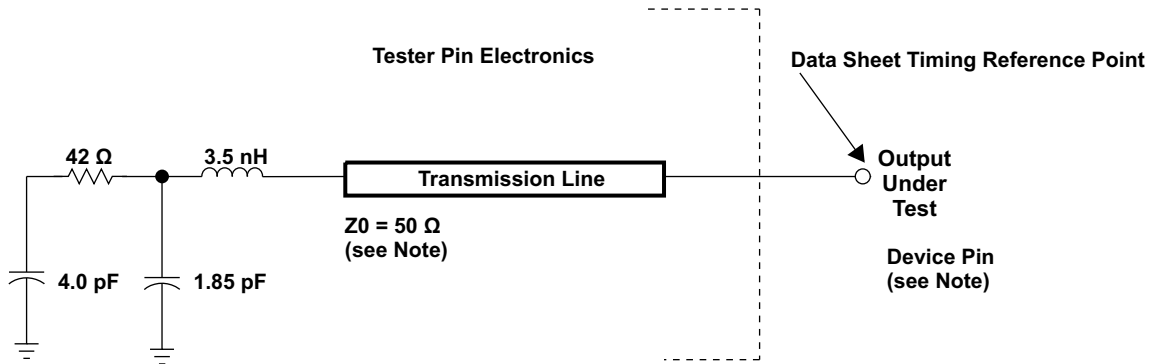 Tester Pin Electronics
Data Sheet Timing Reference Point
42 Ω
3.5 nH
Transmission Line
Output
Under
Test
Z0 = 50 Ω
(see Note)
Device Pin
(see Note)
4.0 pF
1.85 pF